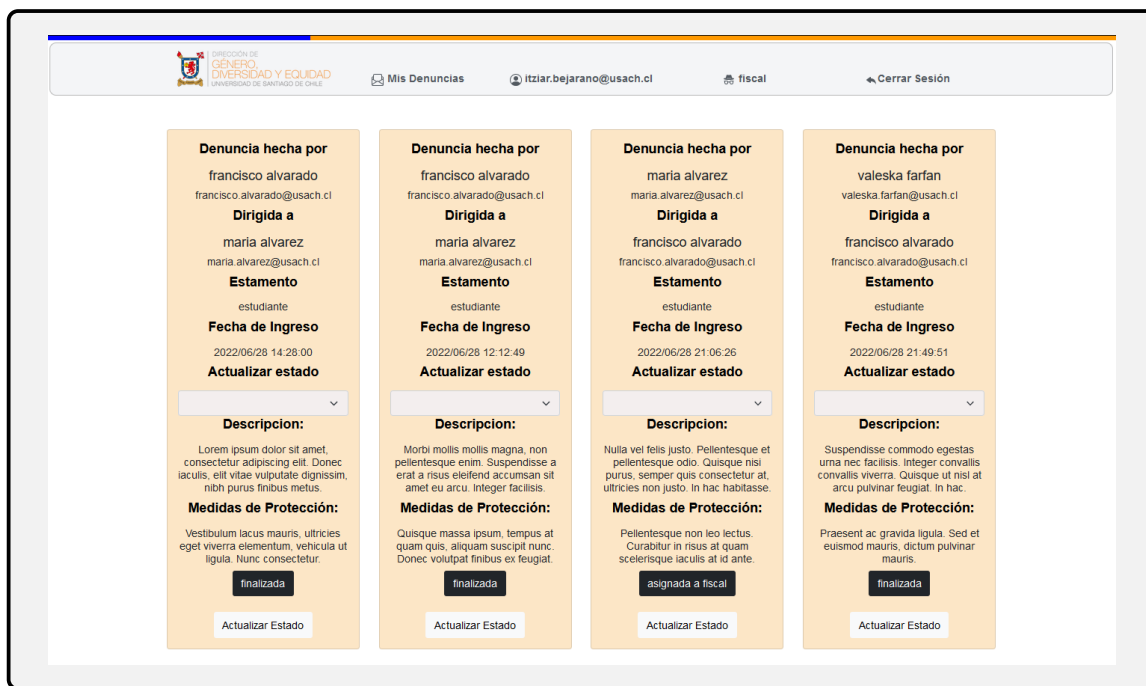 DIRECCIÓN DE
GÉNERO,
DIVERSIDAD Y EQUIDAD
UNIVERSIDAD DE SANTIAGO DE CHILE
Mis Denuncias
itziar.bejarano@usach.cl
fiscal
Cerrar Sesión
Denuncia hecha por
francisco alvarado
francisco.alvarado@usach.cl
Dirigida a
maria alvarez
maria.alvarez@usach.cl
Estamento
estudiante
Fecha de Ingreso
2022/06/28 14:28:00
Actualizar estado
Descripcion:
Lorem ipsum dolor sit amet,
consectetur adipiscing elit. Donec
iaculis, elit vitae vulputate dignissim,
nibh purus finibus metus.
Medidas de Protección:
Vestibulum lacus mauris, ultricies
eget viverra elementum, vehicula ut
ligula. Nunc consectetur.
finalizada
Actualizar Estado
Denuncia hecha por
francisco alvarado
francisco.alvarado@usach.cl
Dirigida a
maria alvarez
maria.alvarez@usach.cl
Estamento
estudiante
Fecha de Ingreso
2022/06/28 12:12:49
Actualizar estado
Descripcion:
Morbi mollis mollis magna, non
pellentesque enim. Suspendisse a
erat a risus eleifend accumsan sit
amet eu arcu. Integer facilisis.
Medidas de Protección:
Quisque massa ipsum, tempus at
quam quis, aliquam suscipit nunc.
Donec volutpat finibus ex feugiat.
finalizada
Actualizar Estado
Denuncia hecha por
maria alvarez
maria.alvarez@usach.cl
Dirigida a
francisco alvarado
francisco.alvarado@usach.cl
Estamento
estudiante
Fecha de Ingreso
2022/06/28 21:06:26
Actualizar estado
Descripcion:
Nulla vel felis justo. Pellentesque et
pellentesque odio. Quisque nisi
purus, semper quis consectetur at,
ultricies non justo. In hac habitasse.
Medidas de Protección:
Pellentesque non leo lectus.
Curabitur in risus at quam
scelerisque iaculis at id ante.
asignada a fiscal
Actualizar Estado
Denuncia hecha por
valeska farfan
valeska.farfan@usach.cl
Dirigida a
francisco alvarado
francisco.alvarado@usach.cl
Estamento
estudiante
Fecha de Ingreso
2022/06/28 21:49:51
Actualizar estado
Descripcion:
Suspendisse commodo egestas
urna nec facilisis. Integer convallis
convallis viverra. Quisque ut nisl at
arcu pulvinar feugiat. In hac.
Medidas de Protección:
Praesent ac gravida ligula. Sed et
euismod mauris, dictum pulvinar
mauris.
finalizada
Actualizar Estado